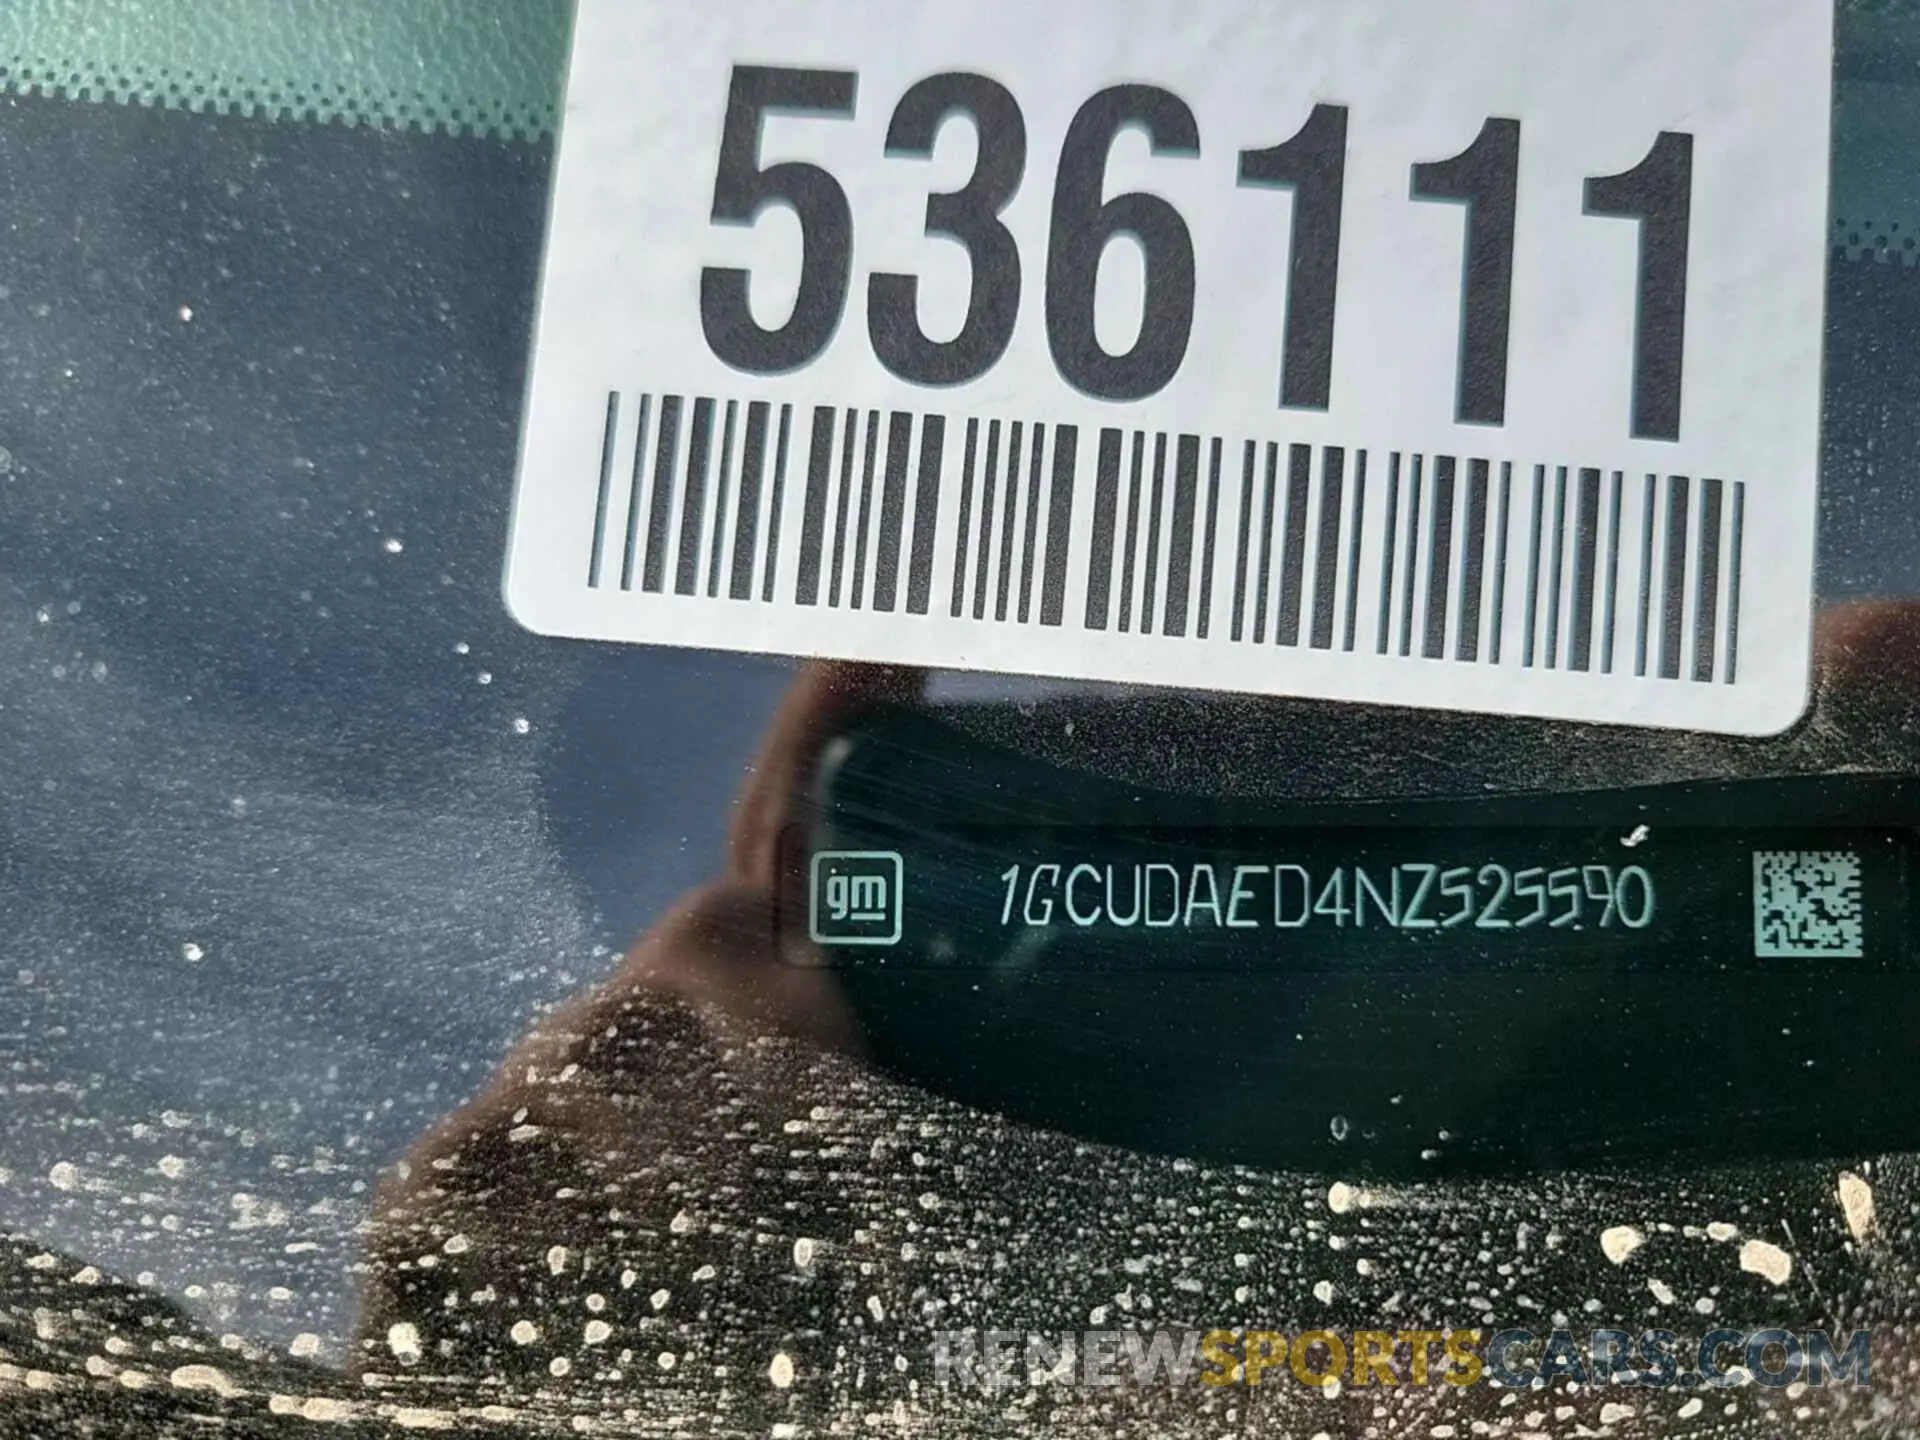 536111
gm 1GCUDAED4NZ525590
RENEWSPORTSCARS.COM